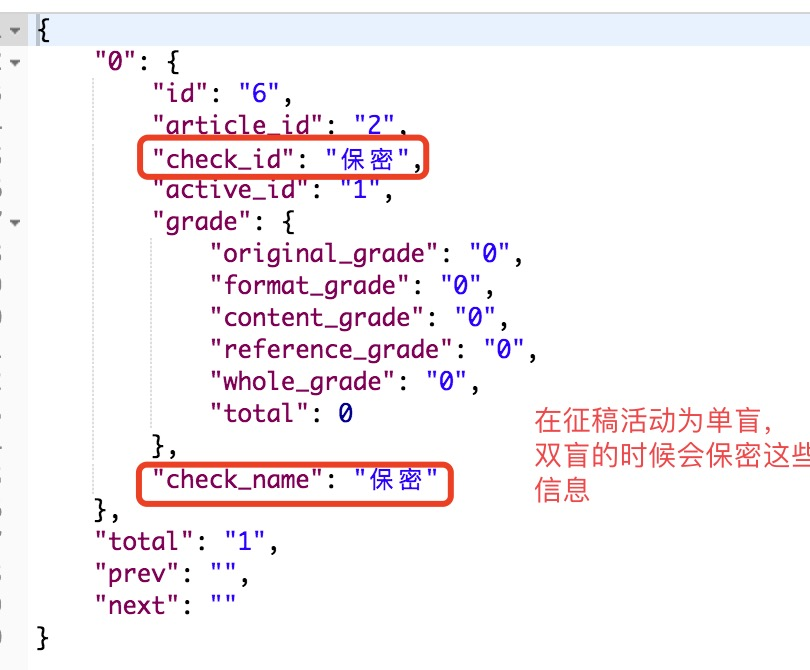 {
"0": {
"id": "6",
"article_id": "2",
"check_id": "保密",
"active_id": "1",
"grade": {
"original_grade": "0",
"format_grade": "0",
"content_grade": "0",
"reference_grade": "0",
"whole_grade": "0",
"total": 0
},
"check_name": "保密"
},
"total": "1",
"prev": "",
"next": ""
}
在征稿活动为单盲，
双盲的时候会保密这些
信息